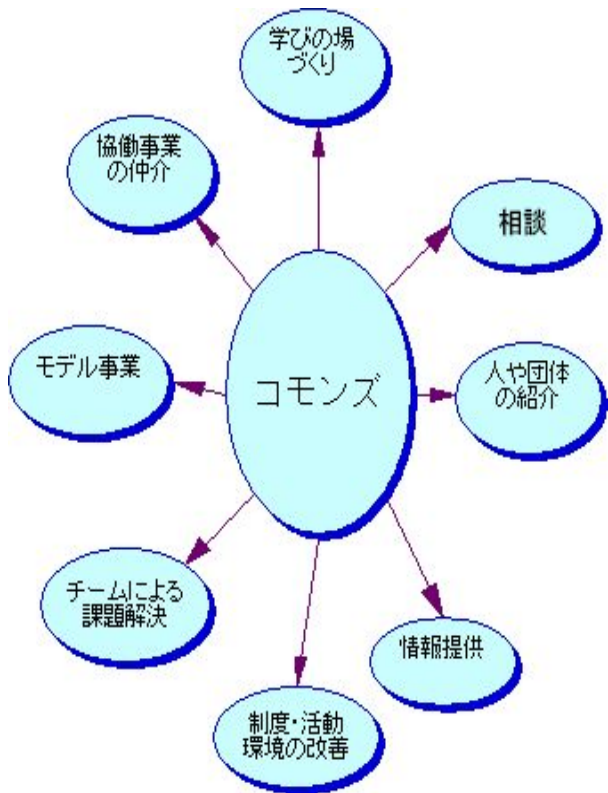 学びの場
づくり
協働事業
の仲介
相談
モデル事業
コモンズ
人や団体
の紹介
チームによる
課題解決
情報提供
制度・活動
環境の改善